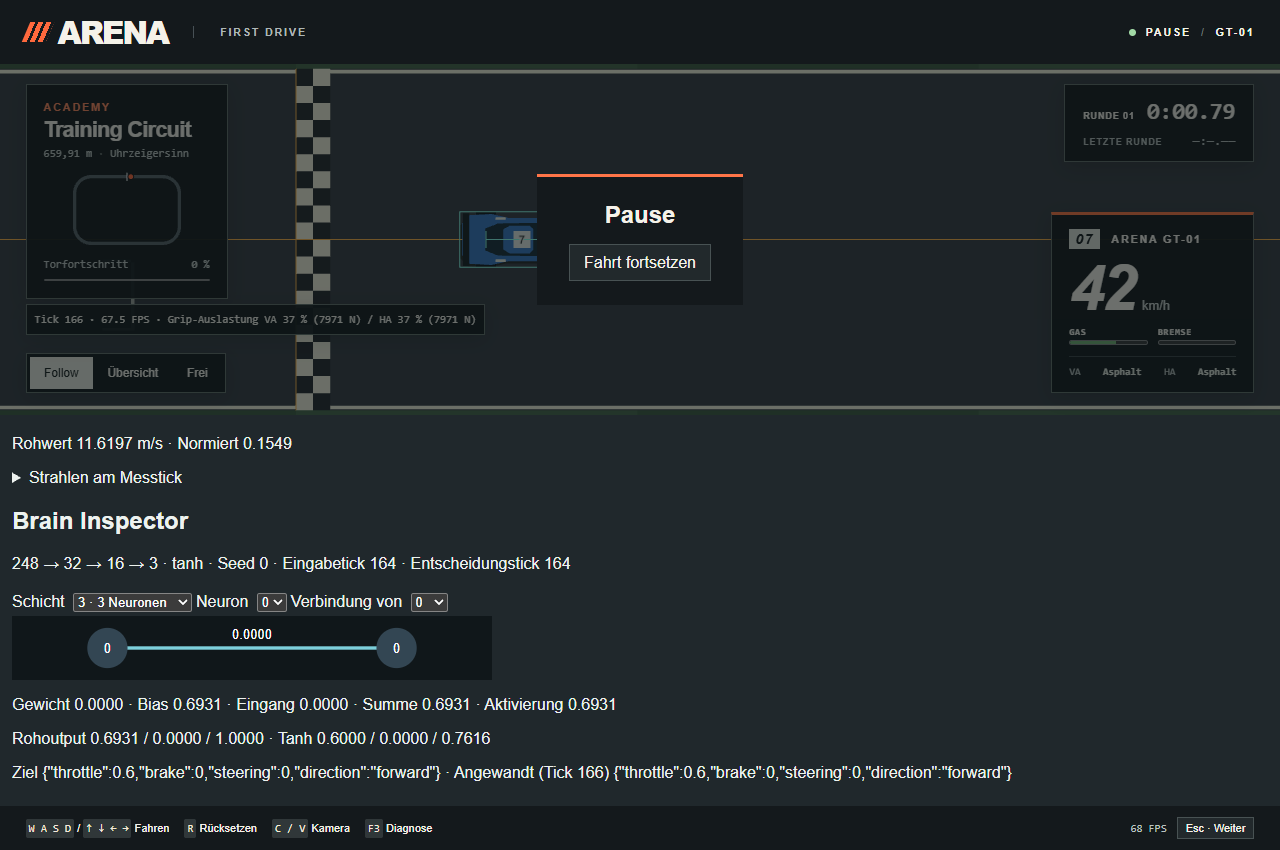 ARENA
FIRST DRIVE
PAUSE / GT-01
ACADEMY
Training Circuit
659,91 m · Uhrzeigersinn
Torfortschritt 0 %
Tick 166 · 67.5 FPS · Grip-Auslastung VA 37 % (7971 N) / HA 37 % (7971 N)
Follow Übersicht Frei
7
Pause
Fahrt fortsetzen
RUNDE 01 0:00.79
LETZTE RUNDE —:—.——
07 ARENA GT-01
42 km/h
GAS BREMSE
VA Asphalt HA Asphalt
Rohwert 11.6197 m/s · Normiert 0.1549
▶ Strahlen am Messtick
Brain Inspector
248 → 32 → 16 → 3 · tanh · Seed 0 · Eingabetick 164 · Entscheidungstick 164
Schicht 3 · 3 Neuronen Neuron 0 Verbindung von 0
0 0.0000 0
Gewicht 0.0000 · Bias 0.6931 · Eingang 0.0000 · Summe 0.6931 · Aktivierung 0.6931
Rohoutput 0.6931 / 0.0000 / 1.0000 · Tanh 0.6000 / 0.0000 / 0.7616
Ziel {"throttle":0.6,"brake":0,"steering":0,"direction":"forward"} · Angewandt (Tick 166) {"throttle":0.6,"brake":0,"steering":0,"direction":"forward"}
W A S D / ↑ ↓ ← → Fahren R Rücksetzen C / V Kamera F3 Diagnose
68 FPS Esc · Weiter